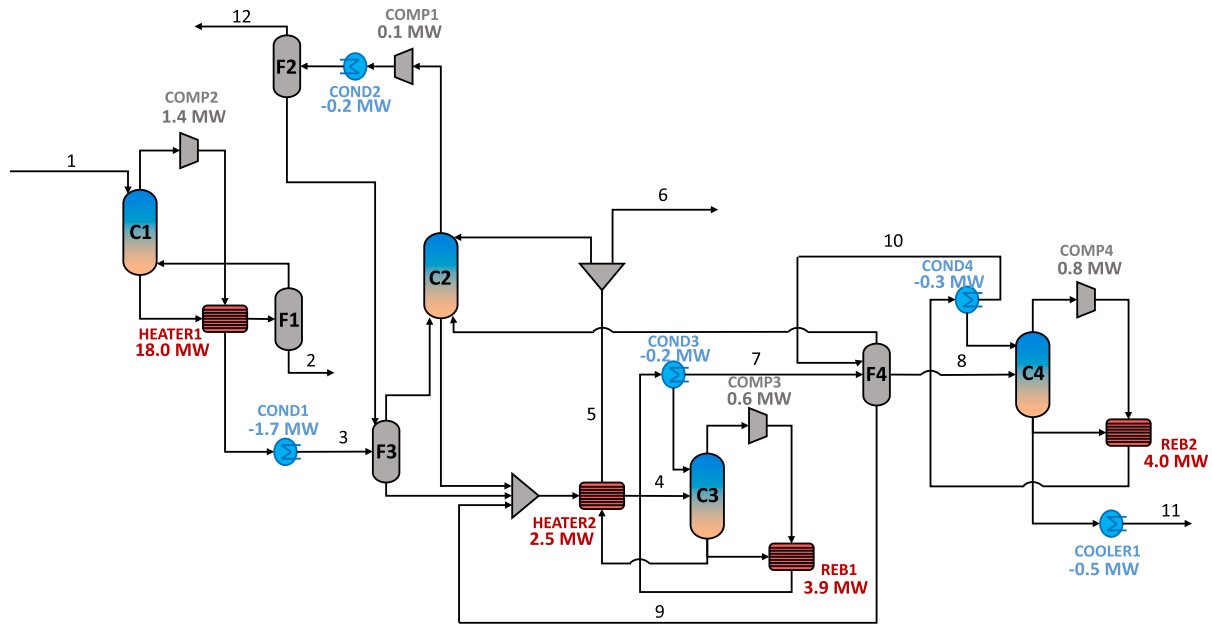 12
COMP1
0.1 MW
F2
COND2
-0.2 MW
COMP2
1.4 MW
1
C1
HEATER1
18.0 MW
F1
2
COND1
-1.7 MW
3
F3
C2
6
5
4
HEATER2
2.5 MW
COND3
-0.2 MW
7
COMP3
0.6 MW
C3
REB1
3.9 MW
9
10
F4
8
COND4
-0.3 MW
COMP4
0.8 MW
C4
REB2
4.0 MW
11
COOLER1
-0.5 MW